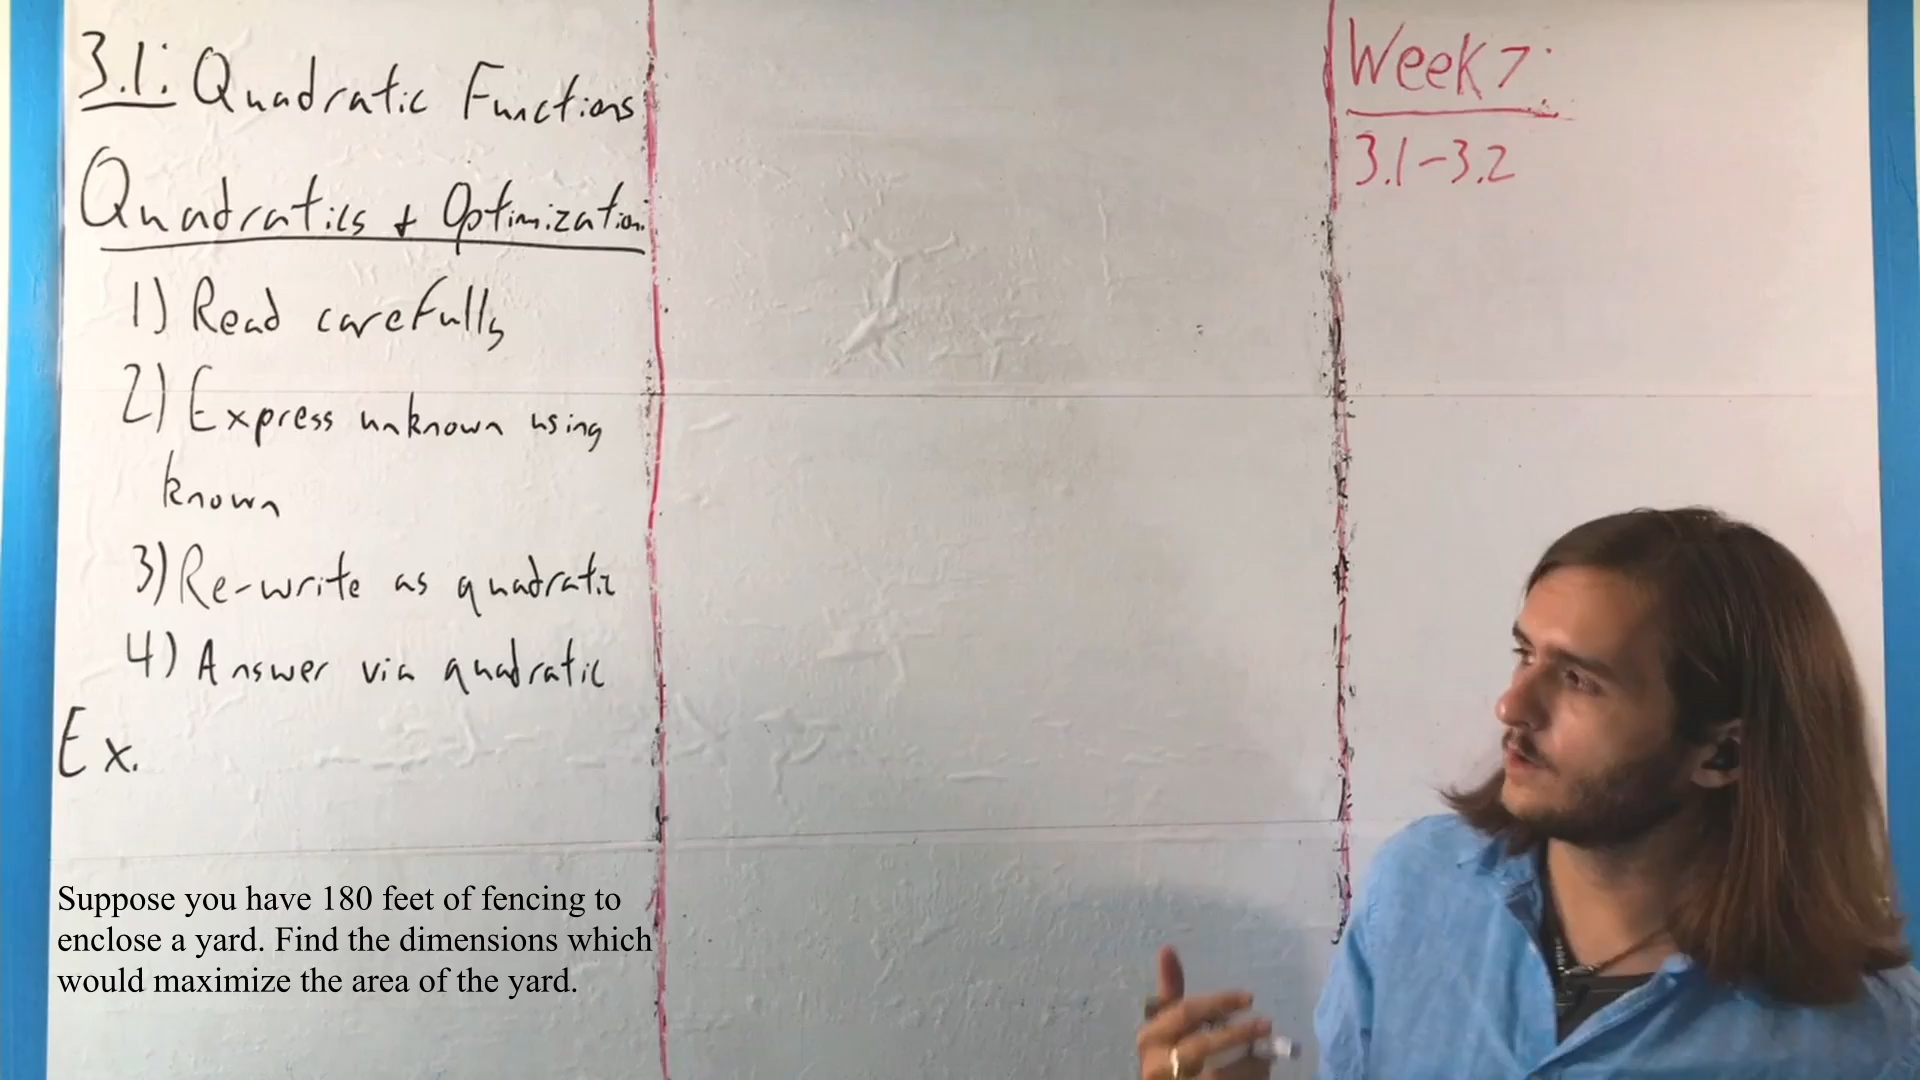 3.1: Quadratic Functions
Quadratics + Optimization
1) Read carefully
2) Express unknown using
known
3) Re-write as quadratic
4) Answer via quadratic
Ex.
Suppose you have 180 feet of fencing to
enclose a yard. Find the dimensions which
would maximize the area of the yard.
Week 7:
3.1-3.2